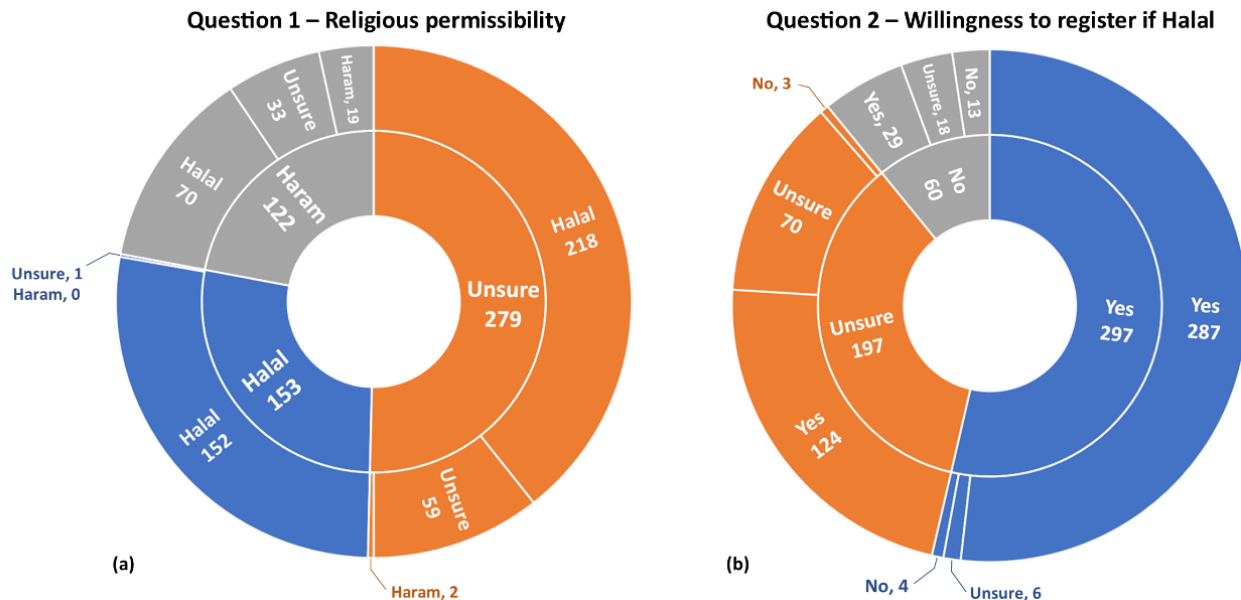 Question 1 – Religious permissibility
Unsure
33
Haram, 19
Halal
70
Haram
122
Halal
218
Unsure
279
Unsure, 1
Haram, 0
Halal
153
Halal
152
Unsure
59
Haram, 2
(a)
Question 2 – Willingness to register if Halal
No, 3
Yes, 29
Unsure, 18
No, 13
No
60
Unsure
70
Unsure
197
Yes
297
Yes
287
Yes
124
No, 4
Unsure, 6
(b)